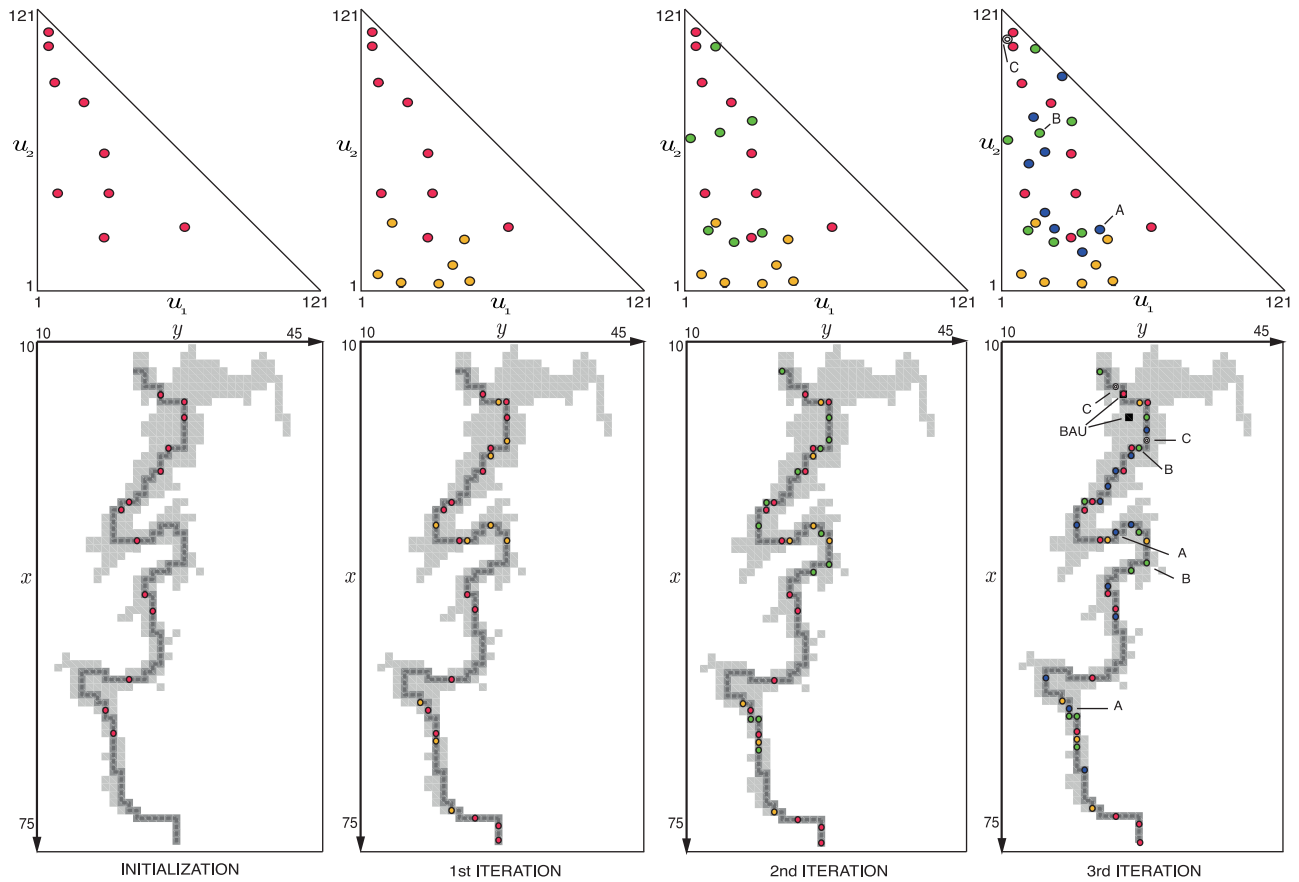 121
u2
1
1
u1
121
121
u2
1
1
u1
121
121
u2
1
1
u1
121
121
C
B
u2
A
1
1
u1
121
10
y
45
10
x
75
INITIALIZATION
10
y
45
10
x
75
1st ITERATION
10
y
45
10
x
75
2nd ITERATION
10
y
45
10
C
BAU
C
B
A
x
B
A
75
3rd ITERATION